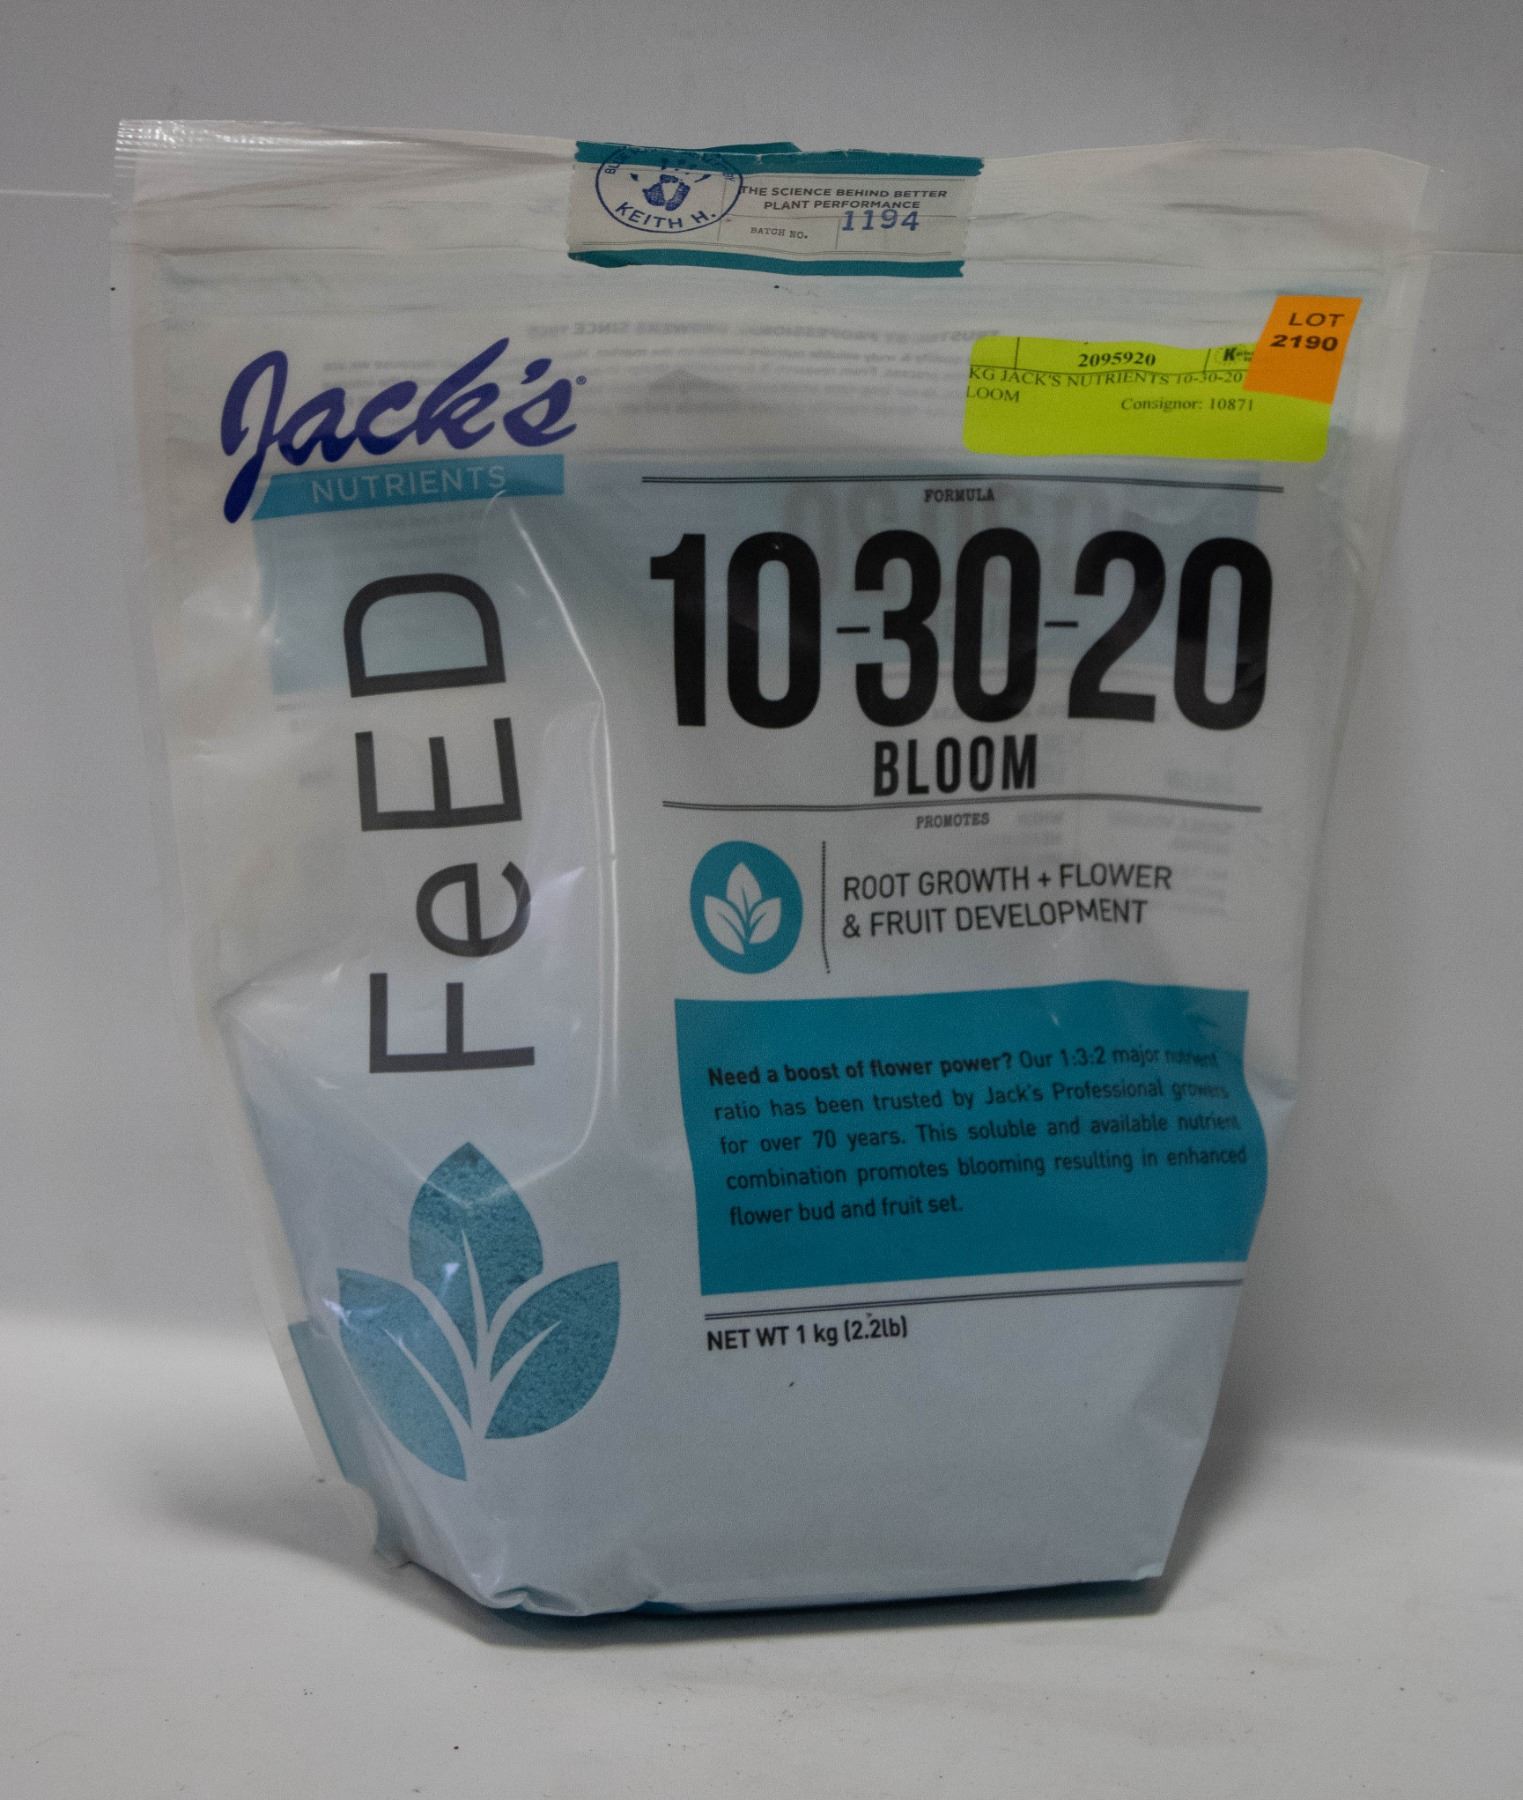 KEITH H.
THE SCIENCE BEHIND BETTER
PLANT PERFORMANCE
BATCH NO.
1194
LOT
2190
2095920
KG JACK'S NUTRIENTS 10-30-20
LOOM
Consignor: 10871
Jack's®
NUTRIENTS
FeED
FORMULA
10-30-20
BLOOM
PROMOTES
ROOT GROWTH + FLOWER
& FRUIT DEVELOPMENT
Need a boost of flower power? Our 1:3:2 major nutrient
ratio has been trusted by Jack's Professional growers
for over 70 years. This soluble and available nutrient
combination promotes blooming resulting in enhanced
flower bud and fruit set.
NET WT 1 kg (2.2lb)